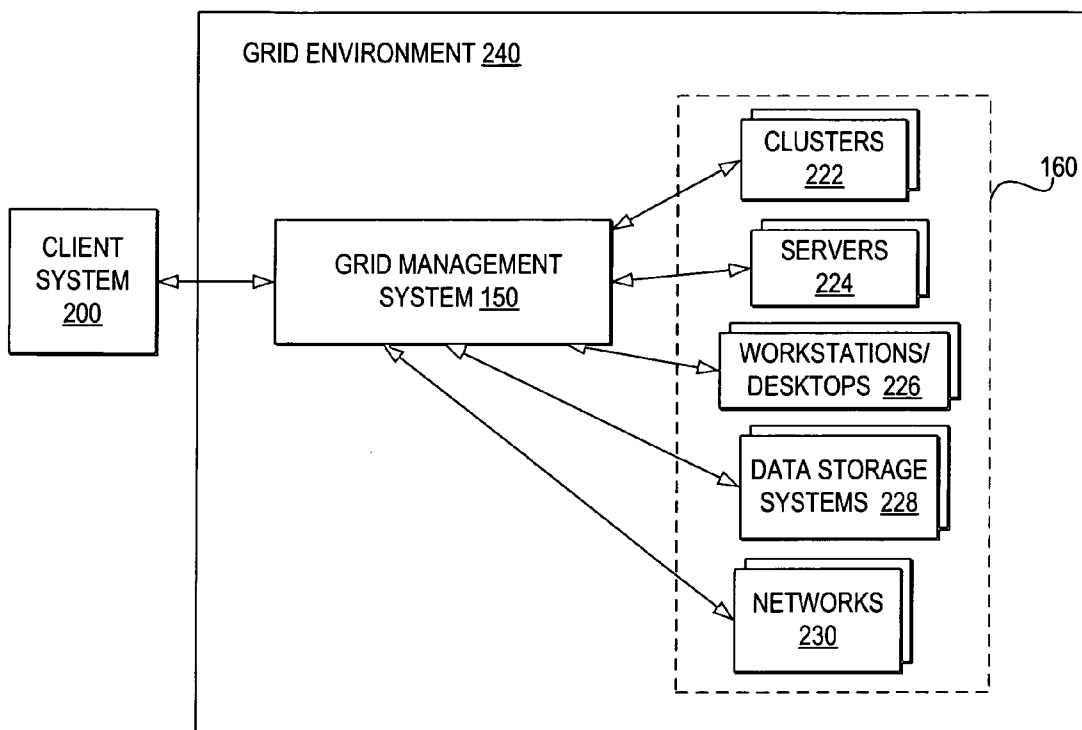 GRID ENVIRONMENT 240
CLUSTERS
222
160
SERVERS
224
CLIENT
SYSTEM
200
GRID MANAGEMENT
SYSTEM 150
WORKSTATIONS/
DESKTOPS 226
DATA STORAGE
SYSTEMS 228
NETWORKS
230